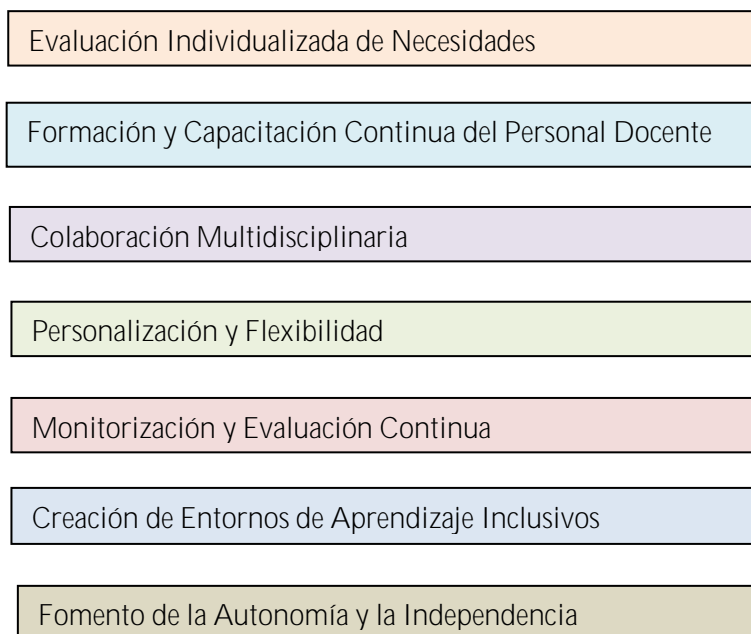 Evaluación Individualizada de Necesidades
Formación y Capacitación Continua del Personal Docente
Colaboración Multidisciplinaria
Personalización y Flexibilidad
Monitorización y Evaluación Continua
Creación de Entornos de Aprendizaje Inclusivos
Fomento de la Autonomía y la Independencia